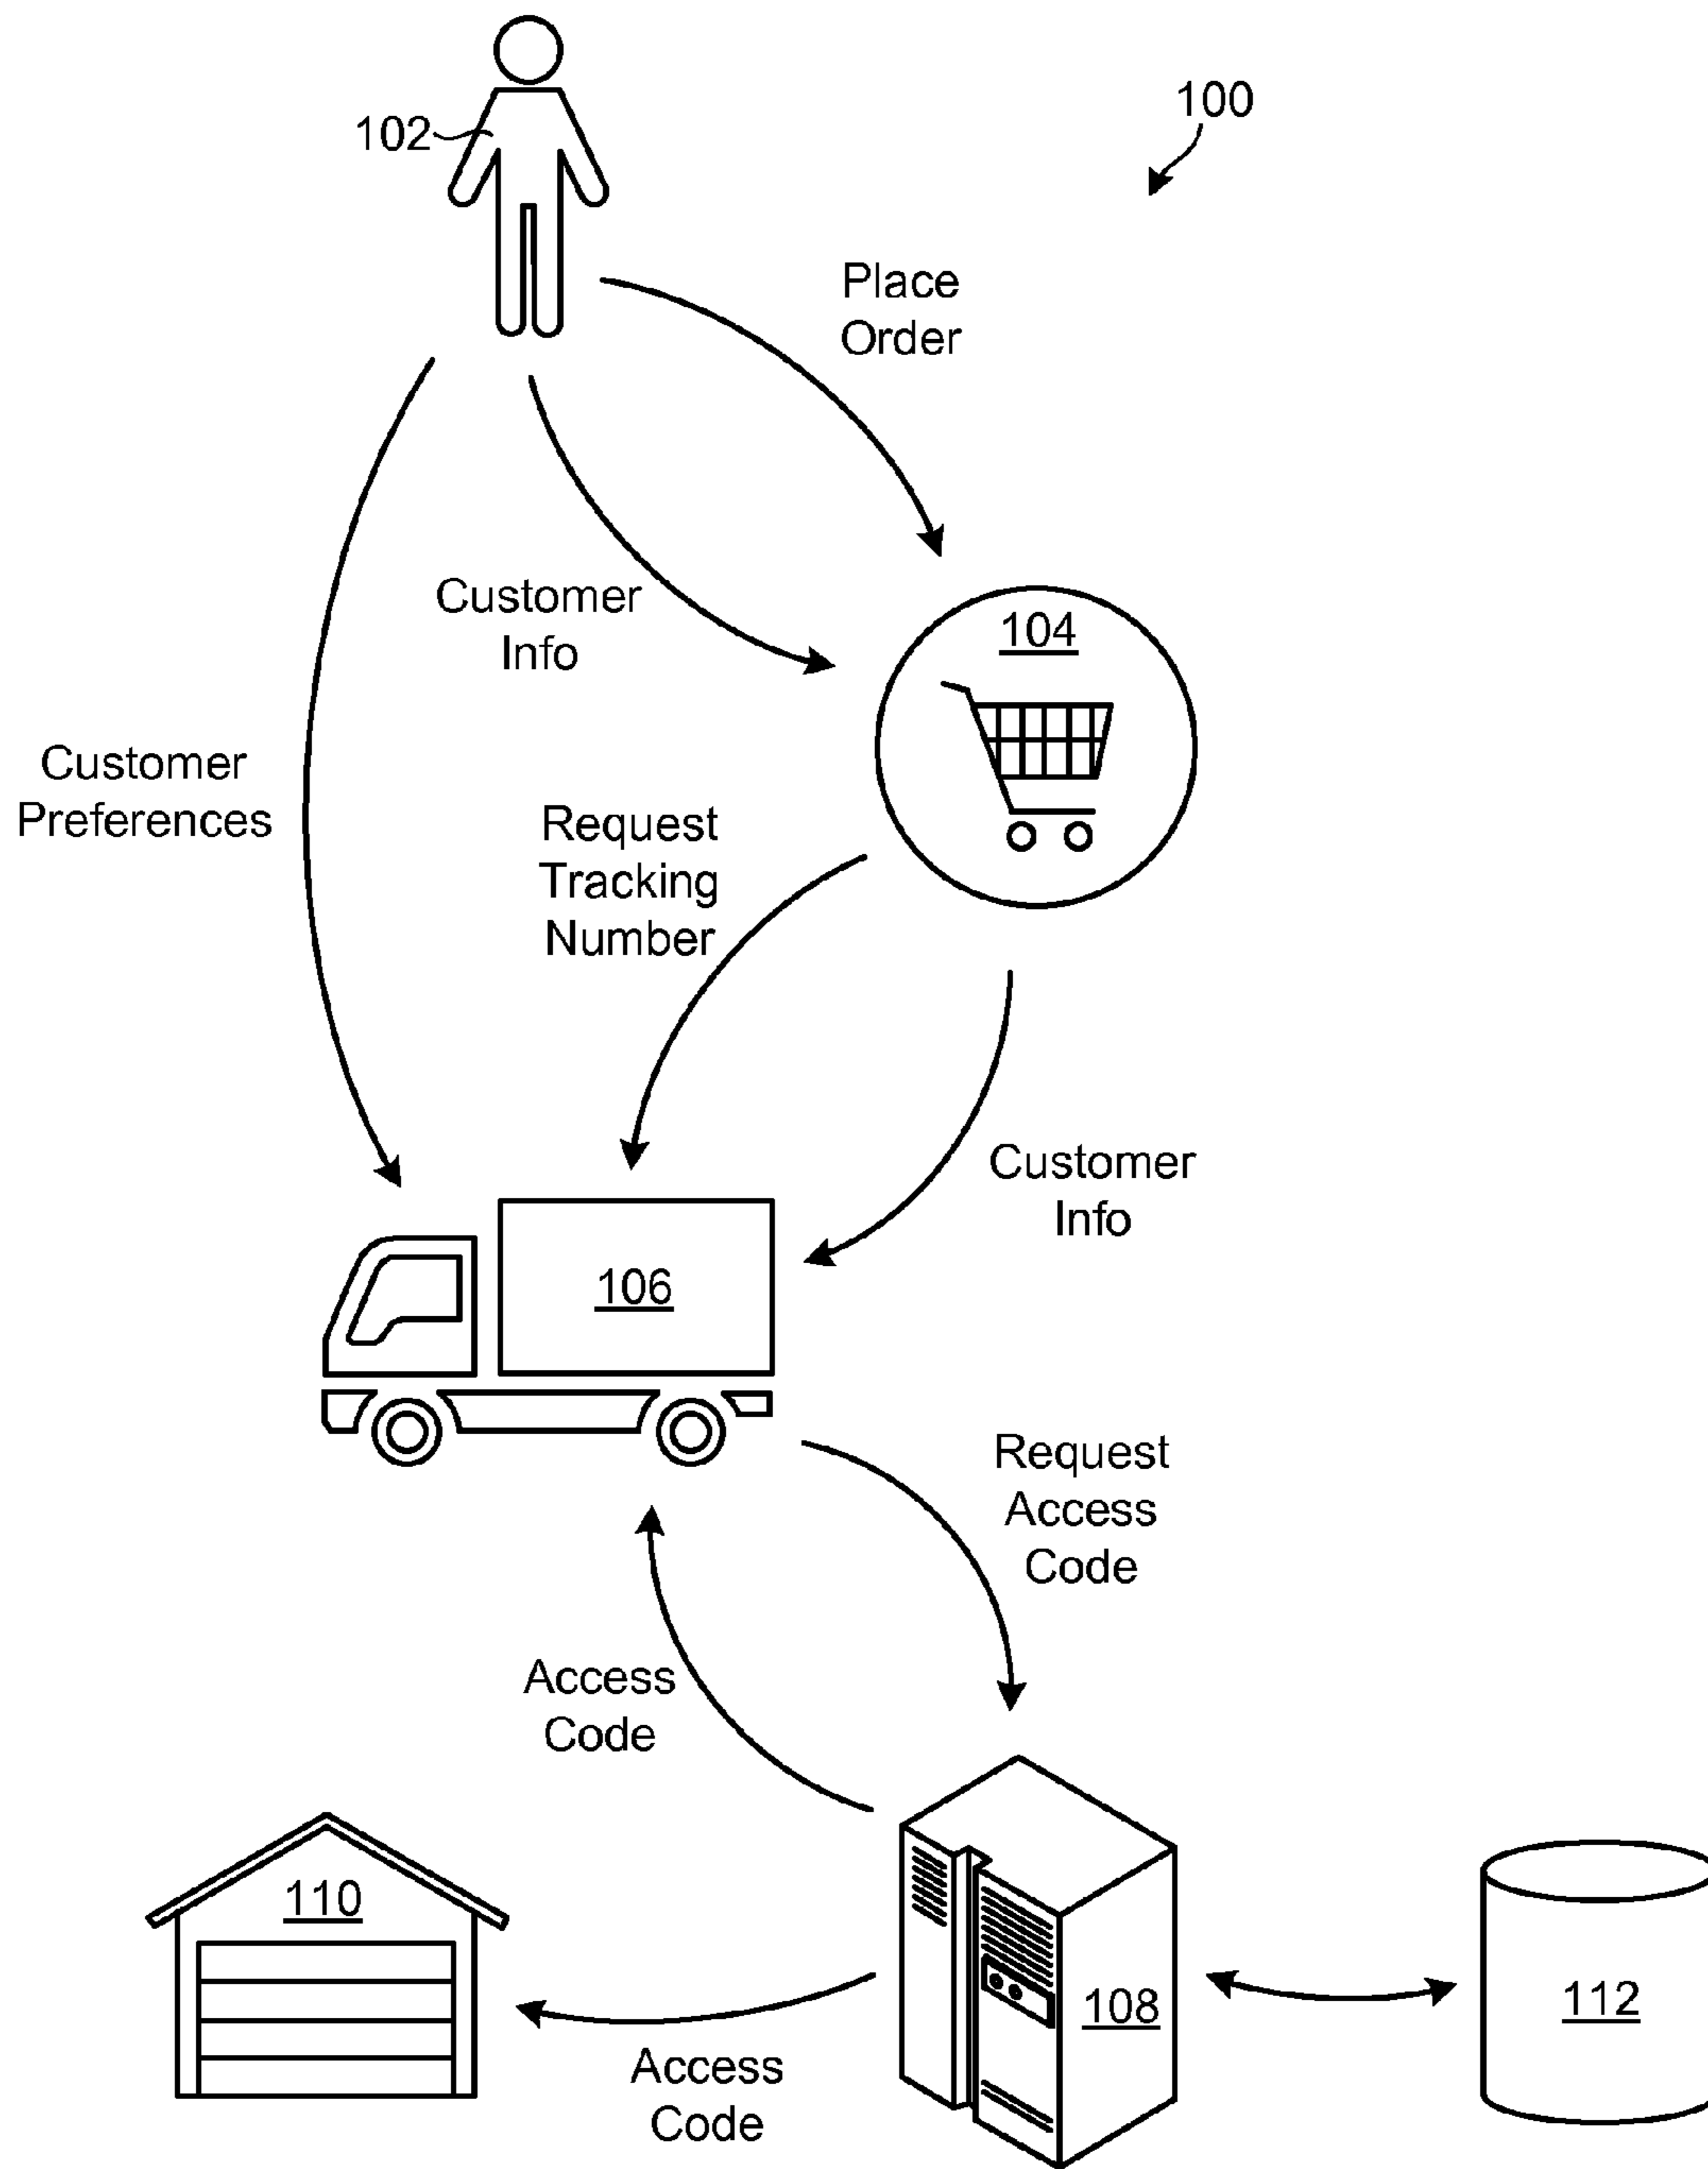 100
102
Place
Order
Customer
Info
104
Customer
Preferences
Request
Tracking
Number
Customer
Info
106
Request
Access
Code
Access
Code
110
108
112
Access
Code